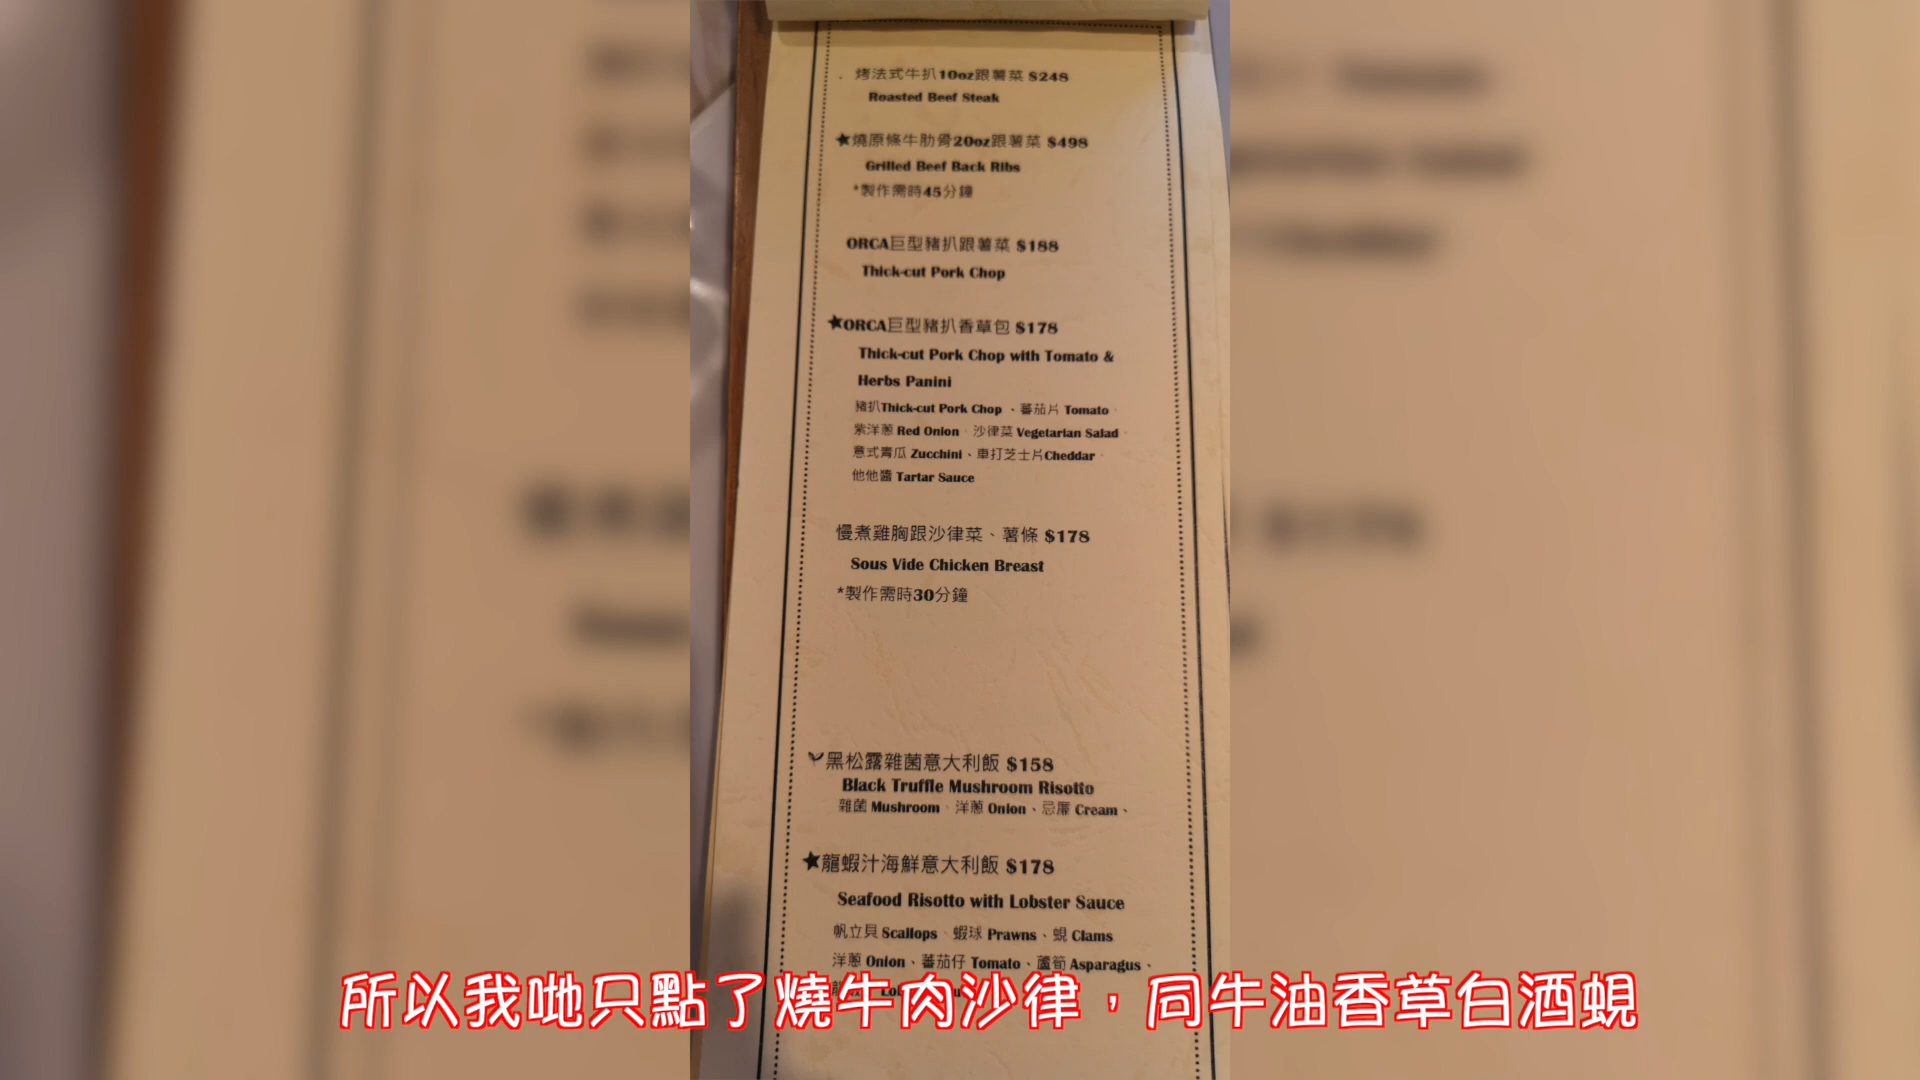 烤法式牛扒10oz跟薯菜 $248
Roasted Beef Steak
★燒原條牛肋骨20oz跟薯菜 $498
Grilled Beef Back Ribs
*製作需時45分鐘
ORCA巨型豬扒跟薯菜 $188
Thick-cut Pork Chop
★ORCA巨型豬扒香草包 $178
Thick-cut Pork Chop with Tomato &
Herbs Panini
豬扒Thick-cut Pork Chop、蕃茄片 Tomato、
紫洋蔥 Red Onion、沙律菜 Vegetarian Salad
意式青瓜 Zucchini、車打芝士片Cheddar、
他他醬 Tartar Sauce
慢煮雞胸跟沙律菜、薯條 $178
Sous Vide Chicken Breast
*製作需時30分鐘
黑松露雜菌意大利飯 $158
Black Truffle Mushroom Risotto
雜菌 Mushroom、洋蔥 Onion、忌廉 Cream、
★龍蝦汁海鮮意大利飯 $178
Seafood Risotto with Lobster Sauce
帆立貝 Scallops、蝦球 Prawns、蜆 Clams
洋蔥 Onion、蕃茄仔 Tomato、蘆筍 Asparagus、
所以我哋只點了燒牛肉沙律，同牛油香草白酒蜆